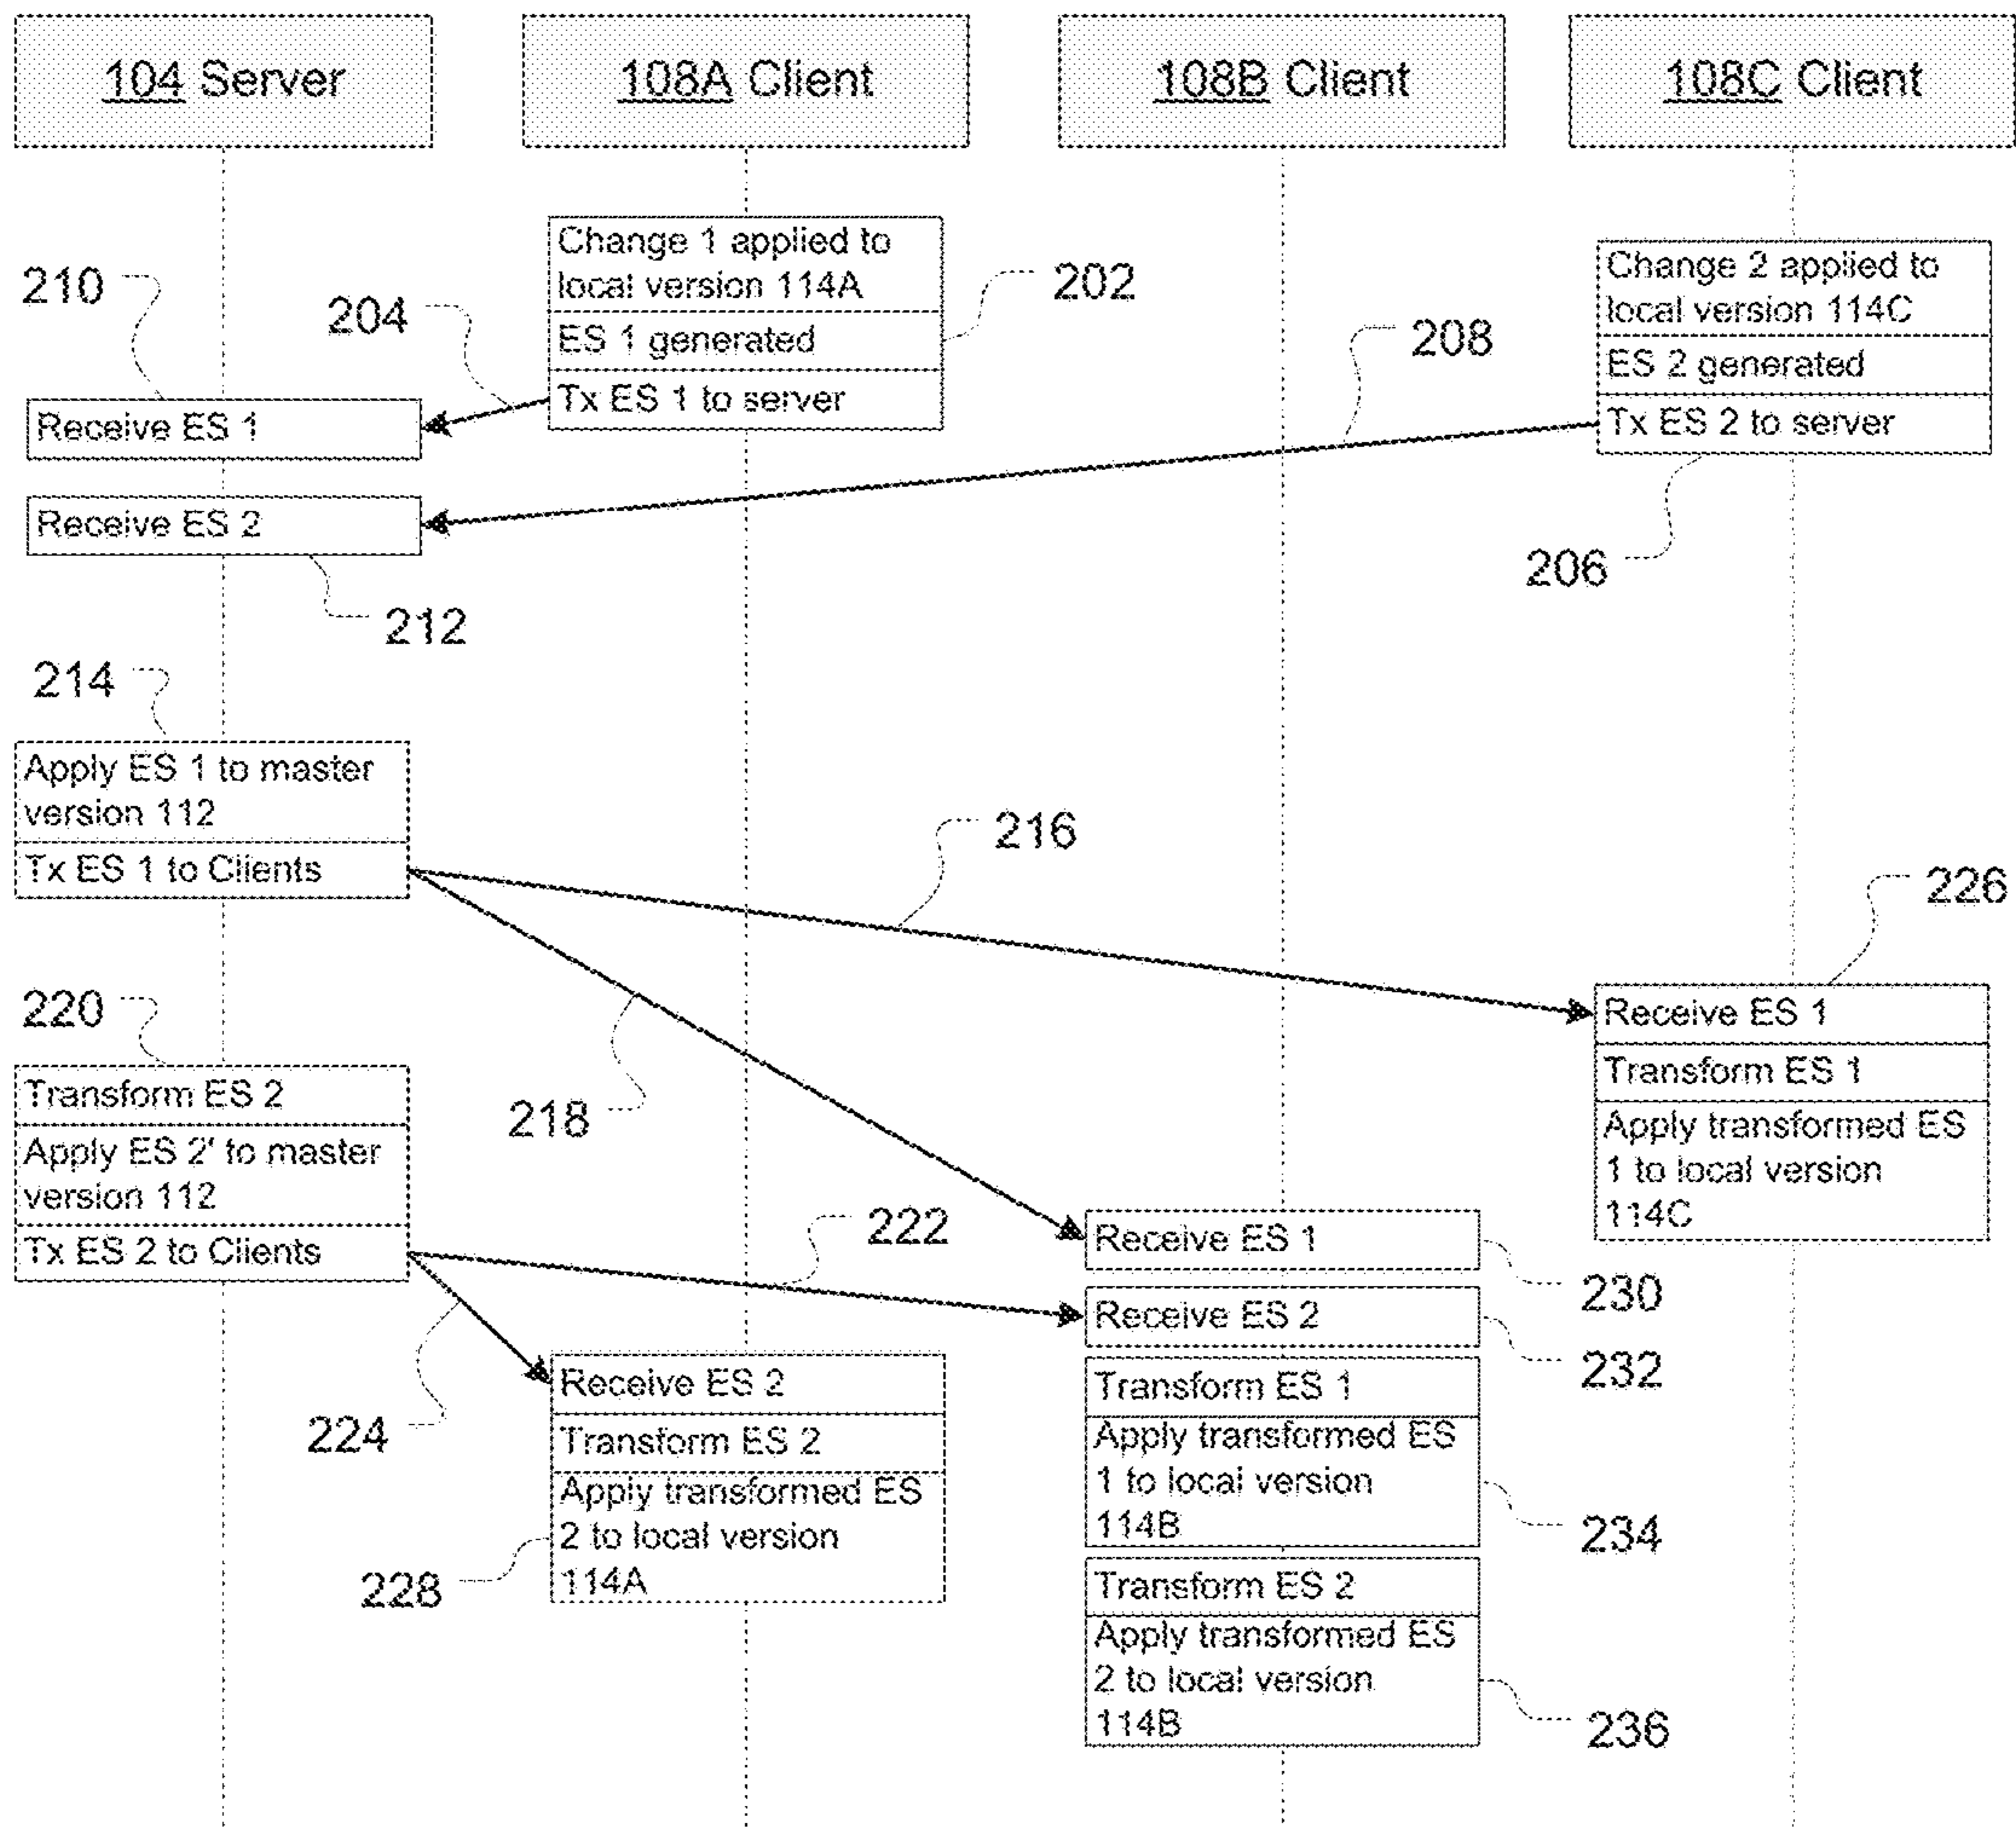 104 Server
108A Client
108B Client
108C Client
Change 1 applied to
local version 114A
ES 1 generated
Tx ES 1 to server
202
204
210
Receive ES 1
Change 2 applied to
local version 114C
ES 2 generated
Tx ES 2 to server
208
206
Receive ES 2
212
214
Apply ES 1 to master
version 112
Tx ES 1 to Clients
216
218
226
Receive ES 1
Transform ES 1
Apply transformed ES
1 to local version
114C
220
Transform ES 2
Apply ES 2' to master
version 112
Tx ES 2 to Clients
222
224
Receive ES 2
Transform ES 2
Apply transformed ES
2 to local version
114A
228
Receive ES 1
230
Receive ES 2
232
Transform ES 1
Apply transformed ES
1 to local version
114B
234
Transform ES 2
Apply transformed ES
2 to local version
114B
236